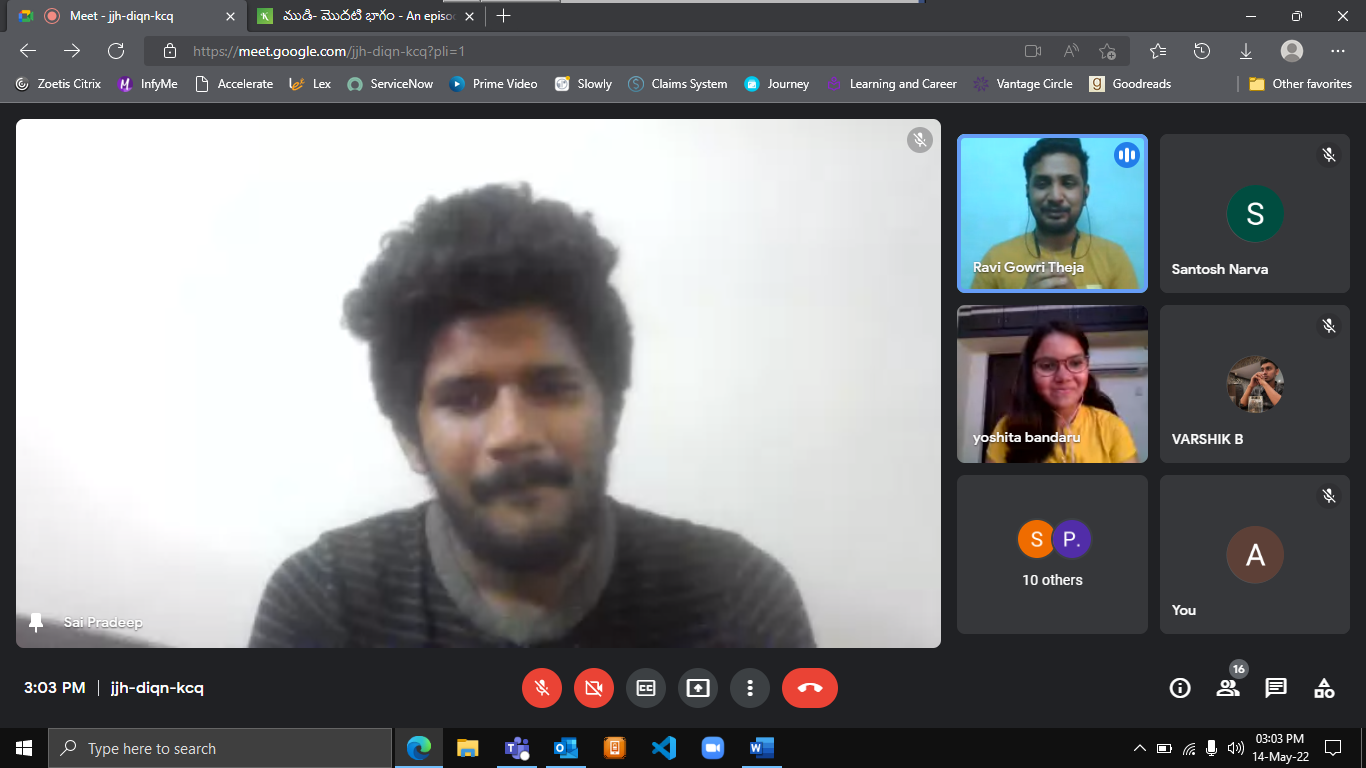 Meet - jjh-diqn-kcq
ముడి- మొదటి భాగం - An episo
https://meet.google.com/jjh-diqn-kcq?pli=1
Zoetis Citrix
InfyMe
Accelerate
Lex
ServiceNow
Prime Video
Slowly
Claims System
Journey
Learning and Career
Vantage Circle
Goodreads
Other favorites
Sai Pradeep
Ravi Gowri Theja
S
Santosh Narva
yoshita bandaru
VARSHIK B
S P.
10 others
A
You
3:03 PM | jjh-diqn-kcq
CC
16
Type here to search
03:03 PM
14-May-22